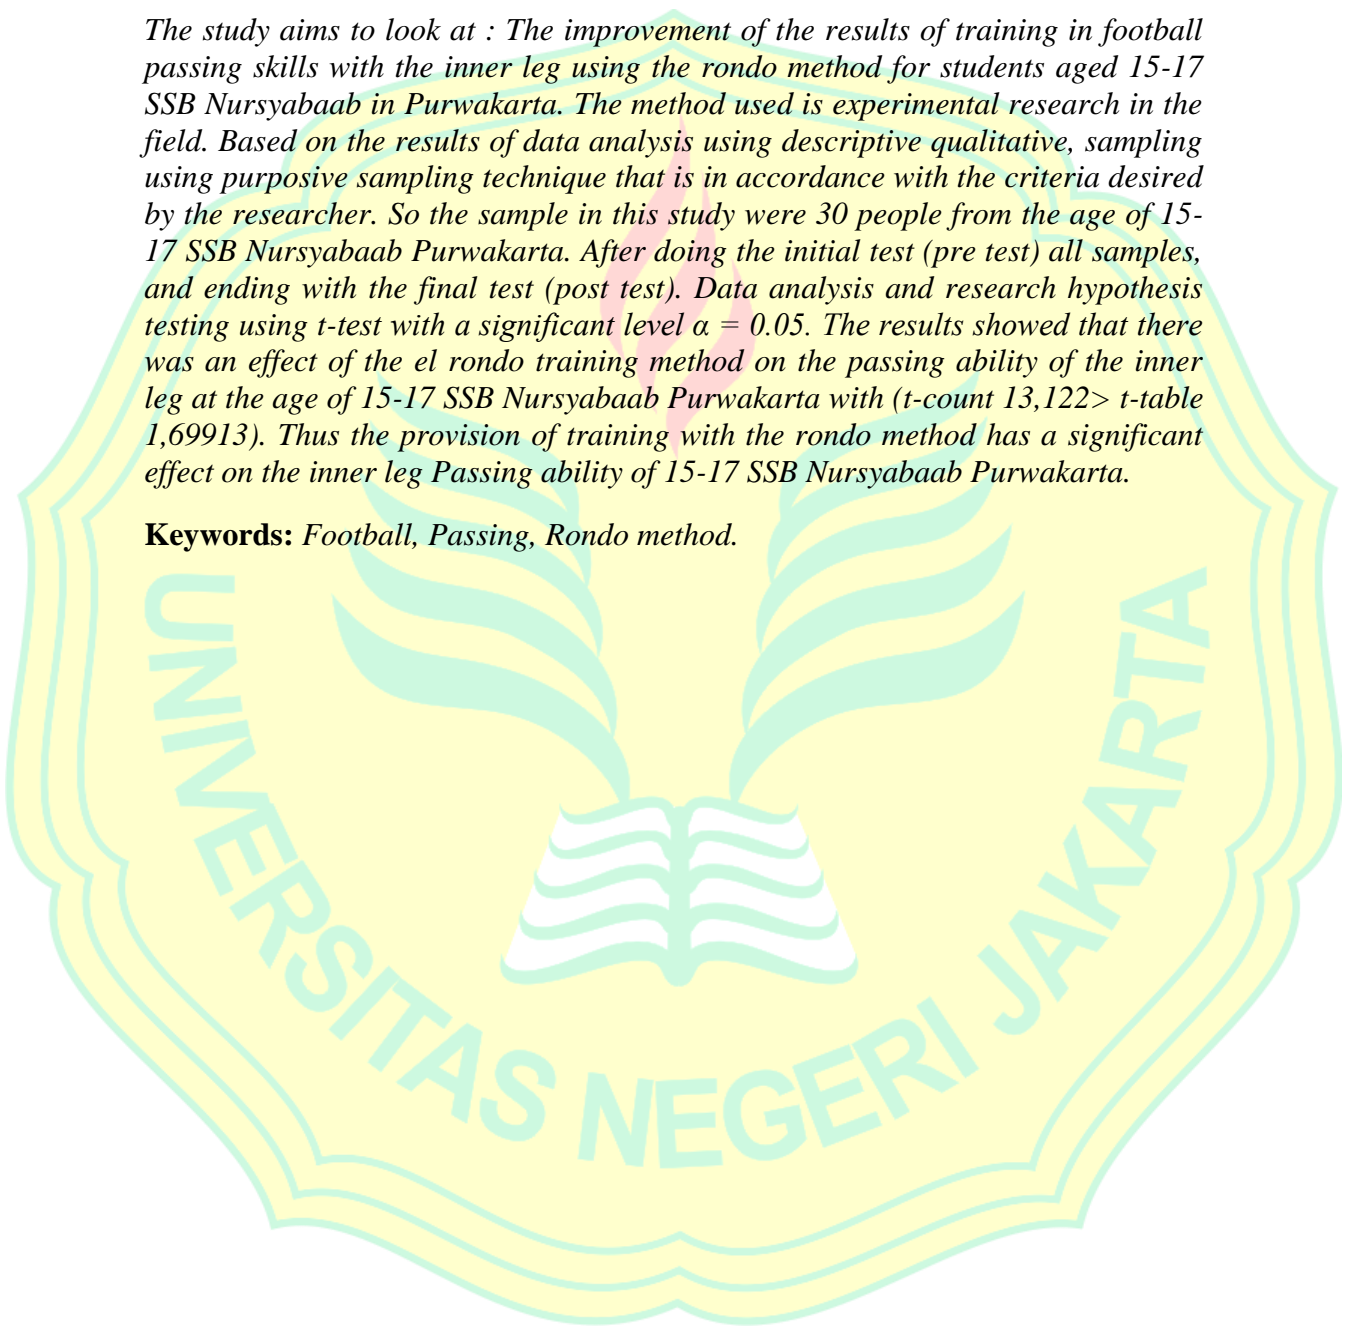 The study aims to look at : The improvement of the results of training in football
passing skills with the inner leg using the rondo method for students aged 15-17
SSB Nursyabaab in Purwakarta. The method used is experimental research in the
field. Based on the results of data analysis using descriptive qualitative, sampling
using purposive sampling technique that is in accordance with the criteria desired
by the researcher. So the sample in this study were 30 people from the age of 15-
17 SSB Nursyabaab Purwakarta. After doing the initial test (pre test) all samples,
and ending with the final test (post test). Data analysis and research hypothesis
testing using t-test with a significant level α = 0.05. The results showed that there
was an effect of the el rondo training method on the passing ability of the inner
leg at the age of 15-17 SSB Nursyabaab Purwakarta with (t-count 13,122> t-table
1,69913). Thus the provision of training with the rondo method has a significant
effect on the inner leg Passing ability of 15-17 SSB Nursyabaab Purwakarta.
Keywords: Football, Passing, Rondo method.
UNIVERSITAS NEGERI JAKARTA